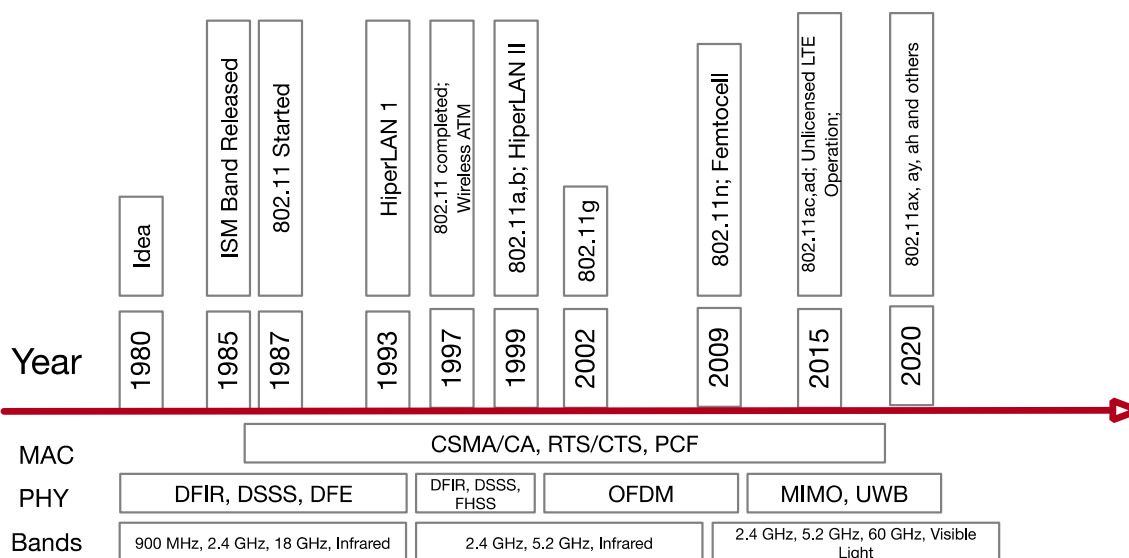 Idea
ISM Band Released
802.11 Started
HiperLAN 1
802.11 completed;
Wireless ATM
802.11a,b; HiperLAN II
802.11g
802.11n; Femtocell
802.11ac,ad; Unlicensed LTE
Operation;
802.11ax, ay, ah and others
Year
1980
1985
1987
1993
1997
1999
2002
2009
2015
2020
MAC
CSMA/CA, RTS/CTS, PCF
PHY
DFIR, DSSS, DFE
DFIR, DSSS,
FHSS
OFDM
MIMO, UWB
Bands
900 MHz, 2.4 GHz, 18 GHz, Infrared
2.4 GHz, 5.2 GHz, Infrared
2.4 GHz, 5.2 GHz, 60 GHz, Visible
Light